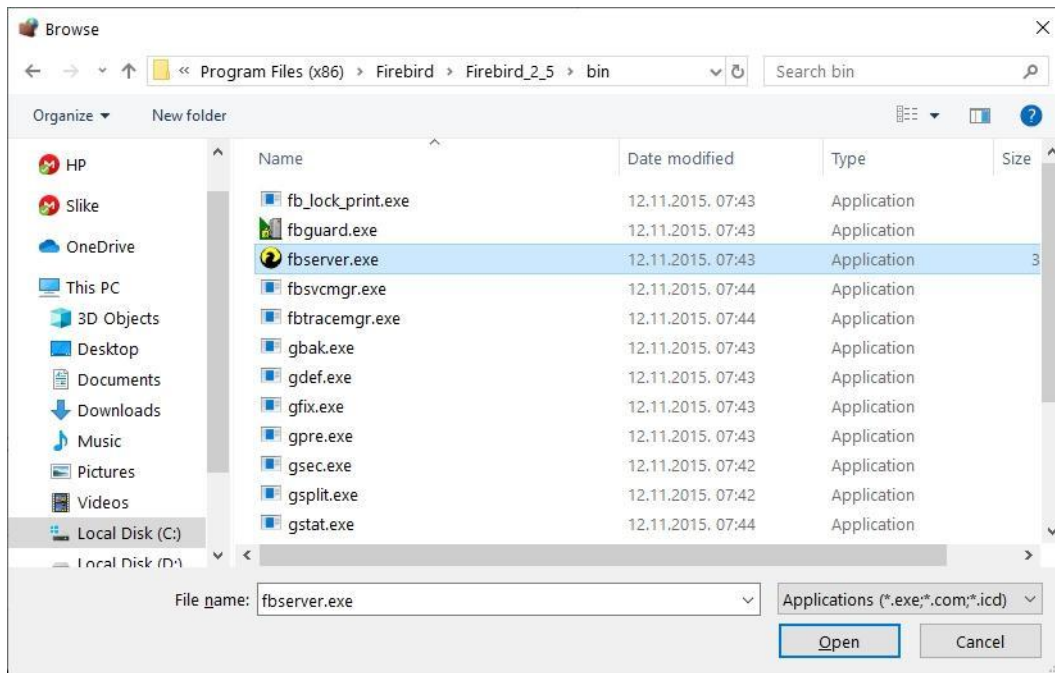 Browse
« Program Files (x86) > Firebird > Firebird_2_5 > bin
Search bin
Organize
New folder
?
Name Date modified Type Size
HP
Slike
OneDrive
This PC
3D Objects
Desktop
Documents
Downloads
Music
Pictures
Videos
Local Disk (C:)
Local Disk (D:)
fb_lock_print.exe 12.11.2015. 07:43 Application
fbguard.exe 12.11.2015. 07:43 Application
fbserver.exe 12.11.2015. 07:43 Application 3
fbsvcmgr.exe 12.11.2015. 07:44 Application
fbtracemgr.exe 12.11.2015. 07:44 Application
gbak.exe 12.11.2015. 07:43 Application
gdef.exe 12.11.2015. 07:43 Application
gfix.exe 12.11.2015. 07:43 Application
gpre.exe 12.11.2015. 07:43 Application
gsec.exe 12.11.2015. 07:42 Application
gsplit.exe 12.11.2015. 07:42 Application
gstat.exe 12.11.2015. 07:44 Application
File name: fbserver.exe
Applications (*.exe;*.com;*.icd)
Open
Cancel